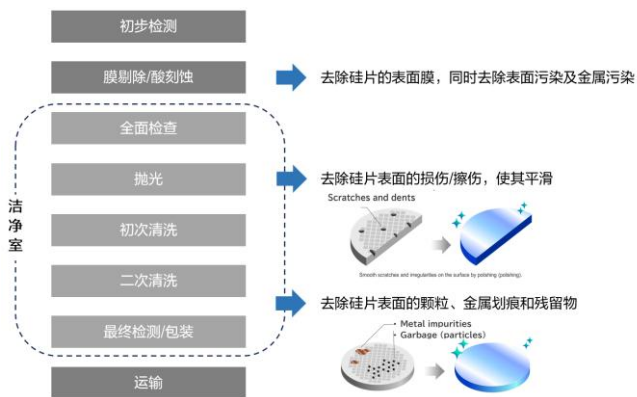 初步检测
膜剔除/酸刻蚀
去除硅片的表面膜，同时去除表面污染及金属污染
全面检查
抛光
去除硅片表面的损伤/擦伤，使其平滑
Scratches and dents
洁净室
初次清洗
Smooth scratches and irregularities on the surface by polishing (polishing).
二次清洗
去除硅片表面的颗粒、金属划痕和残留物
最终检测/包装
• Metal impurities
• Garbage (particles)
运输